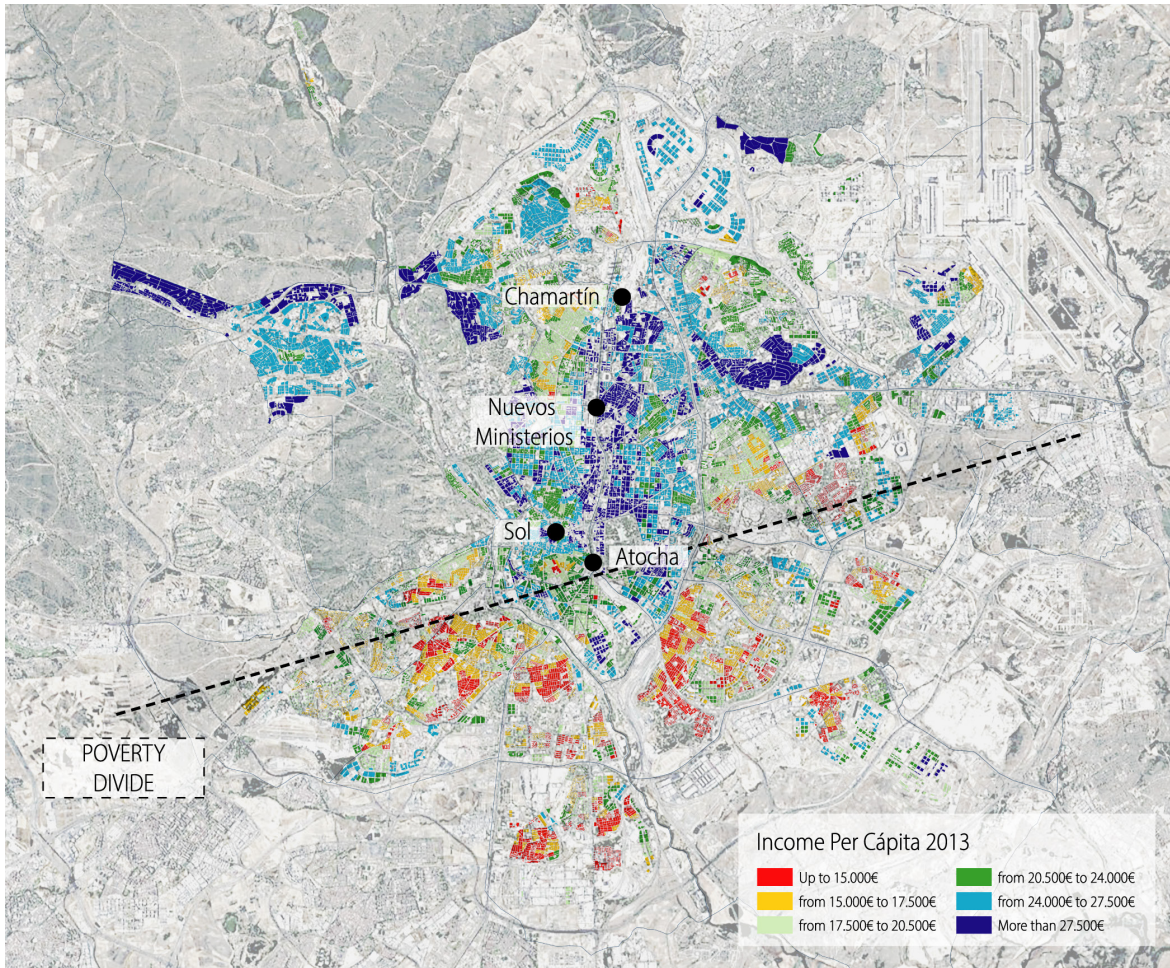 Chamartín
Nuevos
Ministerios
Sol
Atocha
POVERTY
DIVIDE
Income Per Cápita 2013
Up to 15.000€
from 15.000€ to 17.500€
from 17.500€ to 20.500€
from 20.500€ to 24.000€
from 24.000€ to 27.500€
More than 27.500€